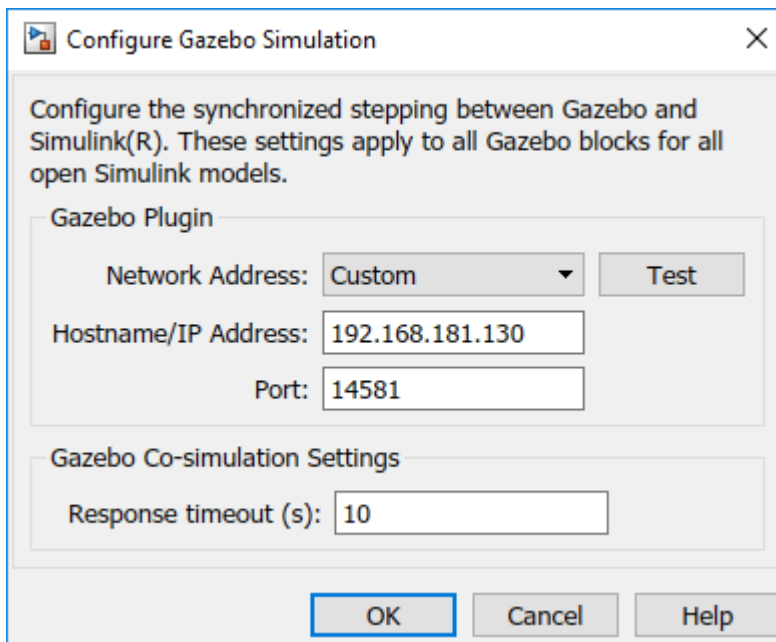 Configure Gazebo Simulation
Configure the synchronized stepping between Gazebo and
Simulink(R). These settings apply to all Gazebo blocks for all
open Simulink models.
Gazebo Plugin
Network Address: Custom Test
Hostname/IP Address: 192.168.181.130
Port: 14581
Gazebo Co-simulation Settings
Response timeout (s): 10
OK Cancel Help